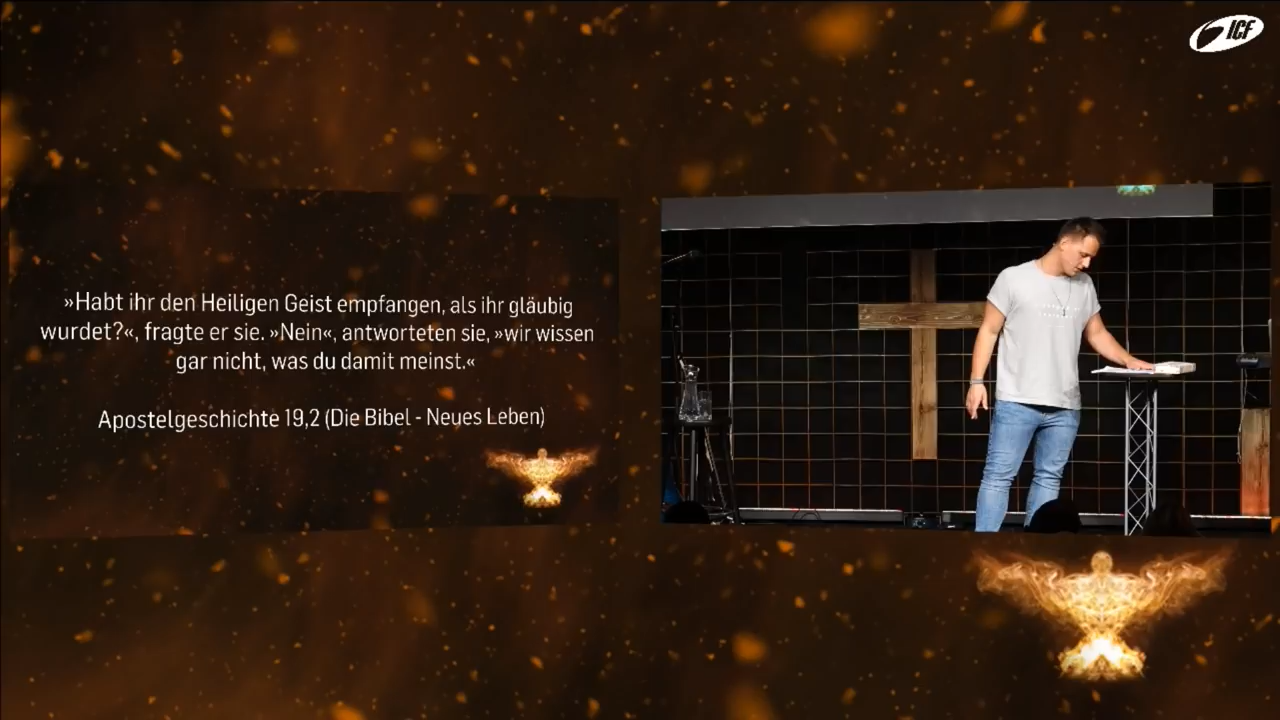 ICF
»Habt ihr den Heiligen Geist empfangen, als ihr gläubig
wurdet?«, fragte er sie. »Nein«, antworteten sie, »wir wissen
gar nicht, was du damit meinst.«
Apostelgeschichte 19,2 (Die Bibel - Neues Leben)